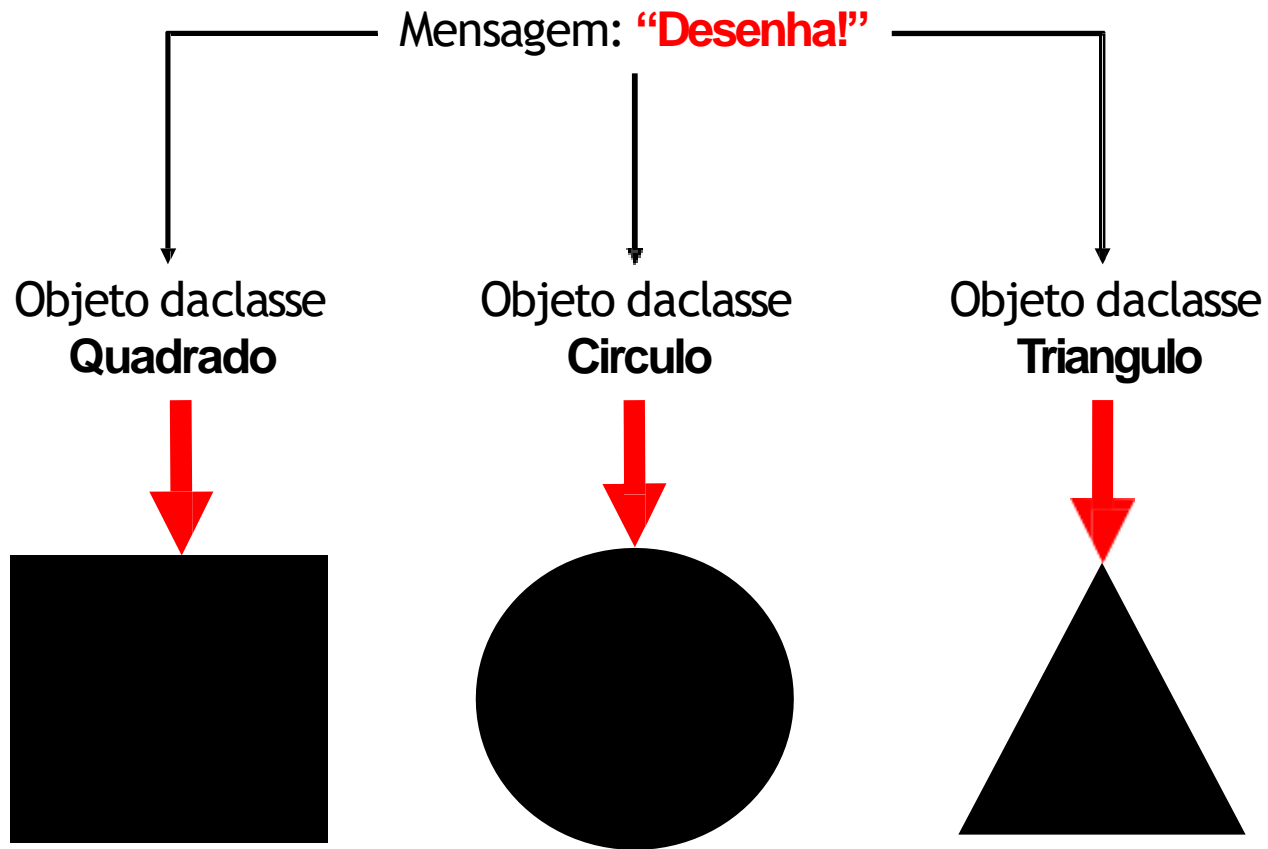 Mensagem: “Desenha!”
Objeto daclasse
Quadrado
Objeto daclasse
Circulo
Objeto daclasse
Triangulo